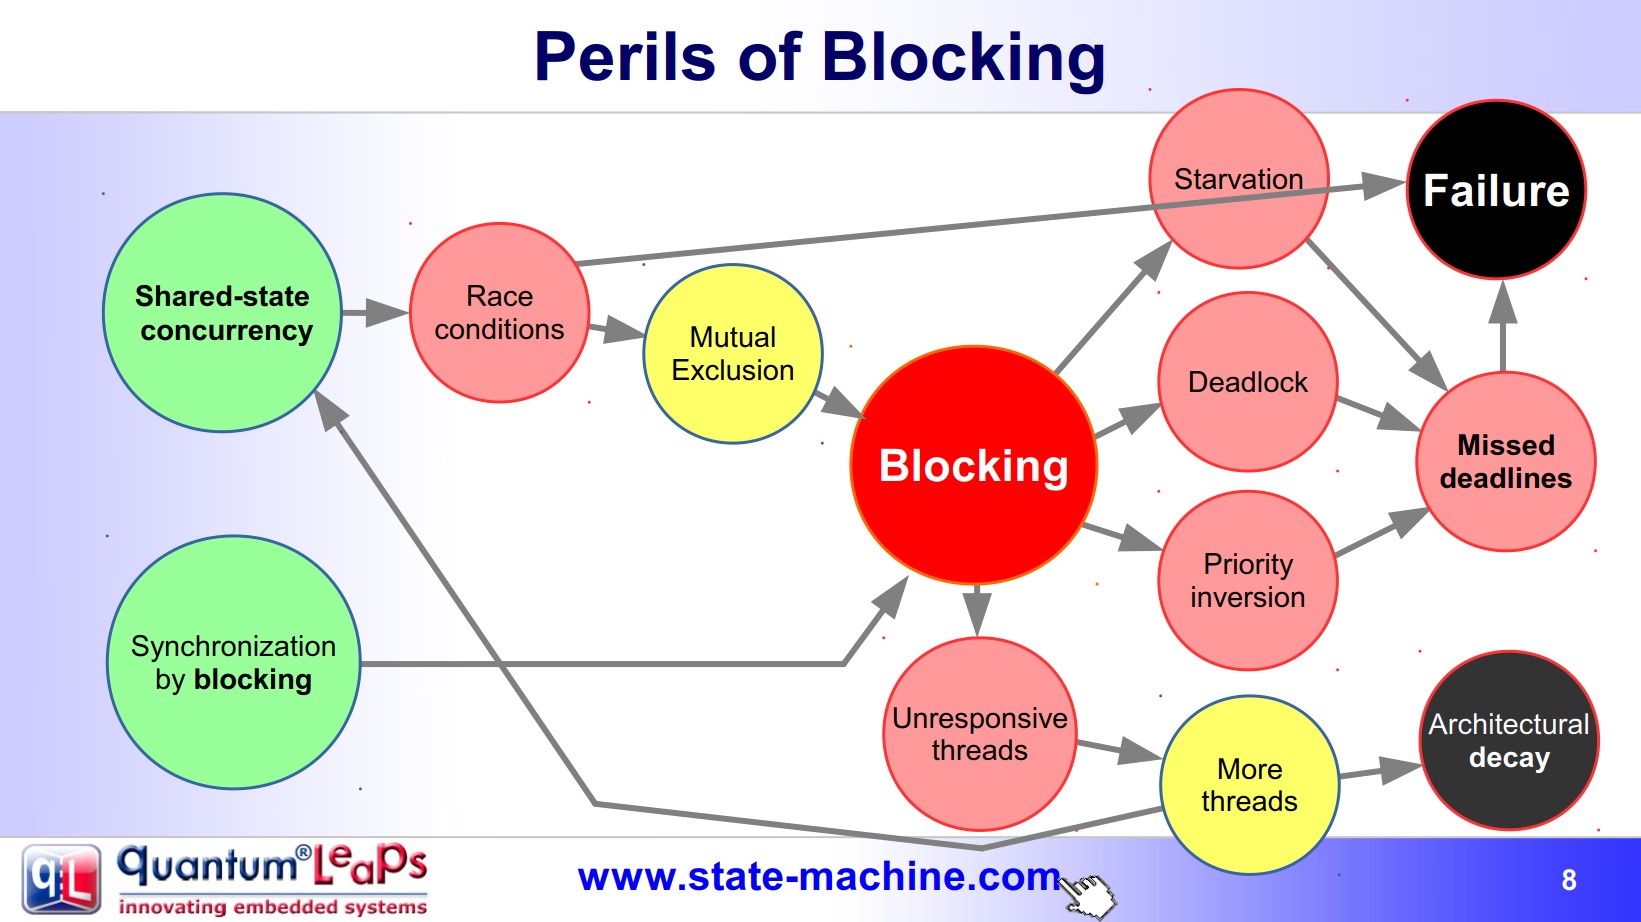 Perils of Blocking
Starvation
Failure
Shared-state
concurrency
Race
conditions
Mutual
Exclusion
Deadlock
Blocking
Missed
deadlines
Priority
inversion
Synchronization
by blocking
Unresponsive
threads
More
threads
Architectural
decay
qL
quantum® LeaPs
innovating embedded systems
www.state-machine.com
8